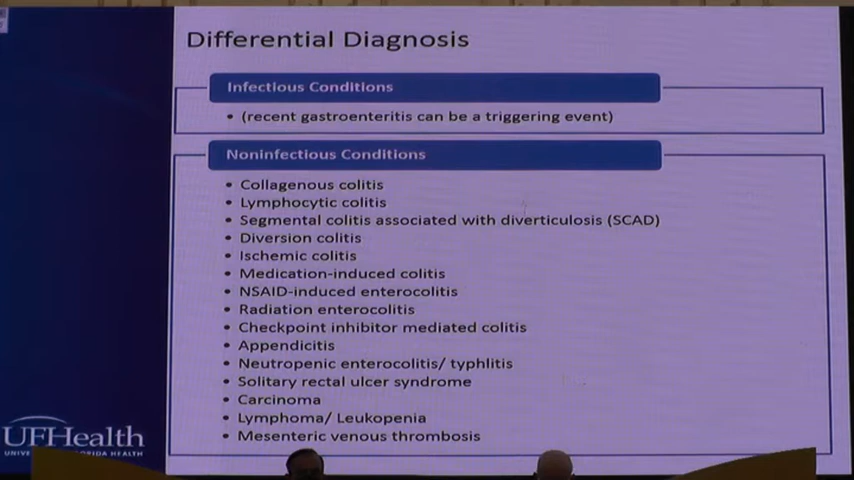 Differential Diagnosis
Infectious Conditions
• (recent gastroenteritis can be a triggering event)
Noninfectious Conditions
• Collagenous colitis
• Lymphocytic colitis
• Segmental colitis associated with diverticulosis (SCAD)
• Diversion colitis
• Ischemic colitis
• Medication-induced colitis
• NSAID-induced enterocolitis
• Radiation enterocolitis
• Checkpoint inhibitor mediated colitis
• Appendicitis
• Neutropenic enterocolitis/ typhlitis
• Solitary rectal ulcer syndrome
• Carcinoma
• Lymphoma/ Leukopenia
• Mesenteric venous thrombosis
UFHealth
HEALTH